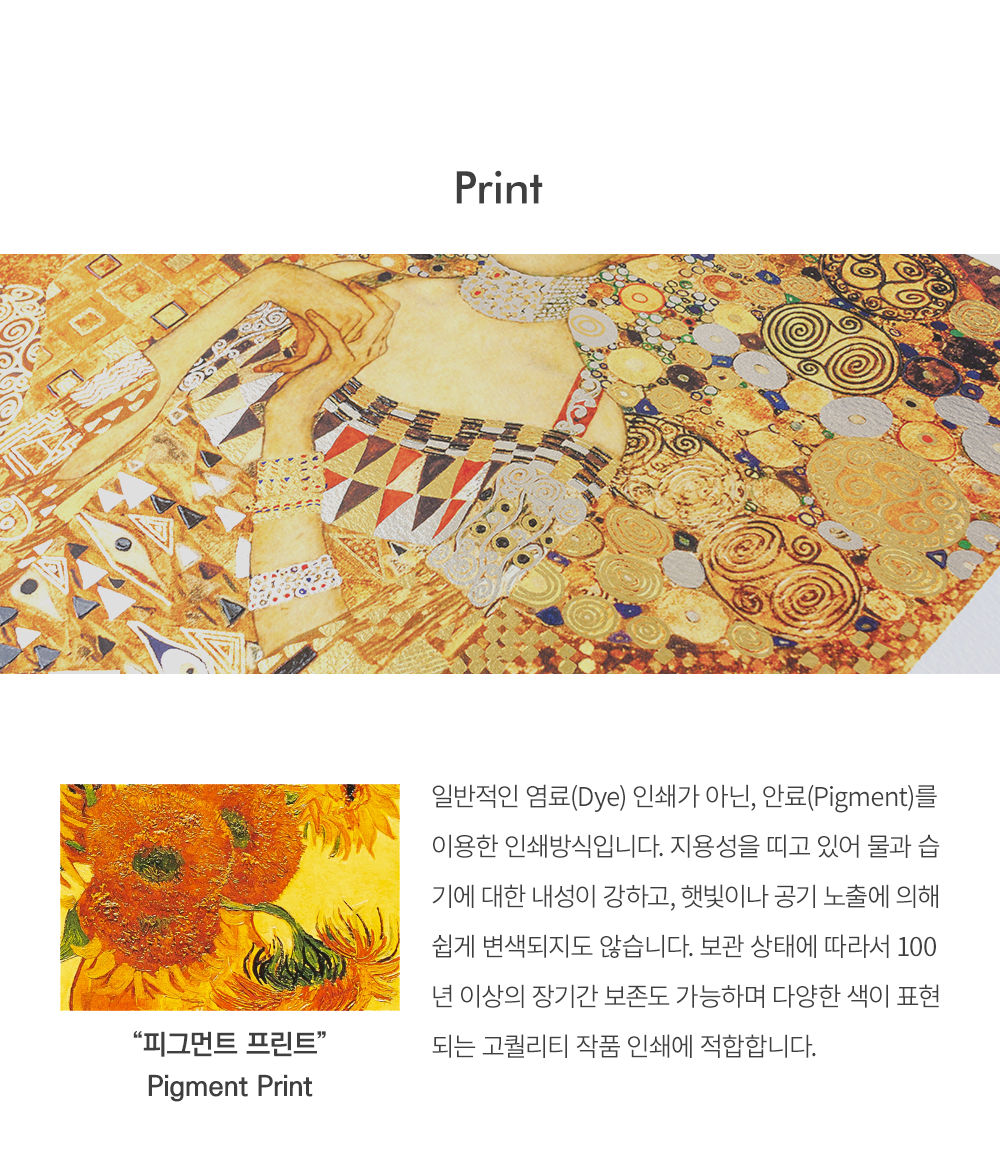 Print
일반적인 염료(Dye) 인쇄가 아닌, 안료(Pigment)를
이용한 인쇄방식입니다. 지용성을 띠고 있어 물과 습
기에 대한 내성이 강하고, 햇빛이나 공기 노출에 의해
쉽게 변색되지도 않습니다. 보관 상태에 따라서 100
년 이상의 장기간 보존도 가능하며 다양한 색이 표현
되는 고퀄리티 작품 인쇄에 적합합니다.
“피그먼트 프린트”
Pigment Print